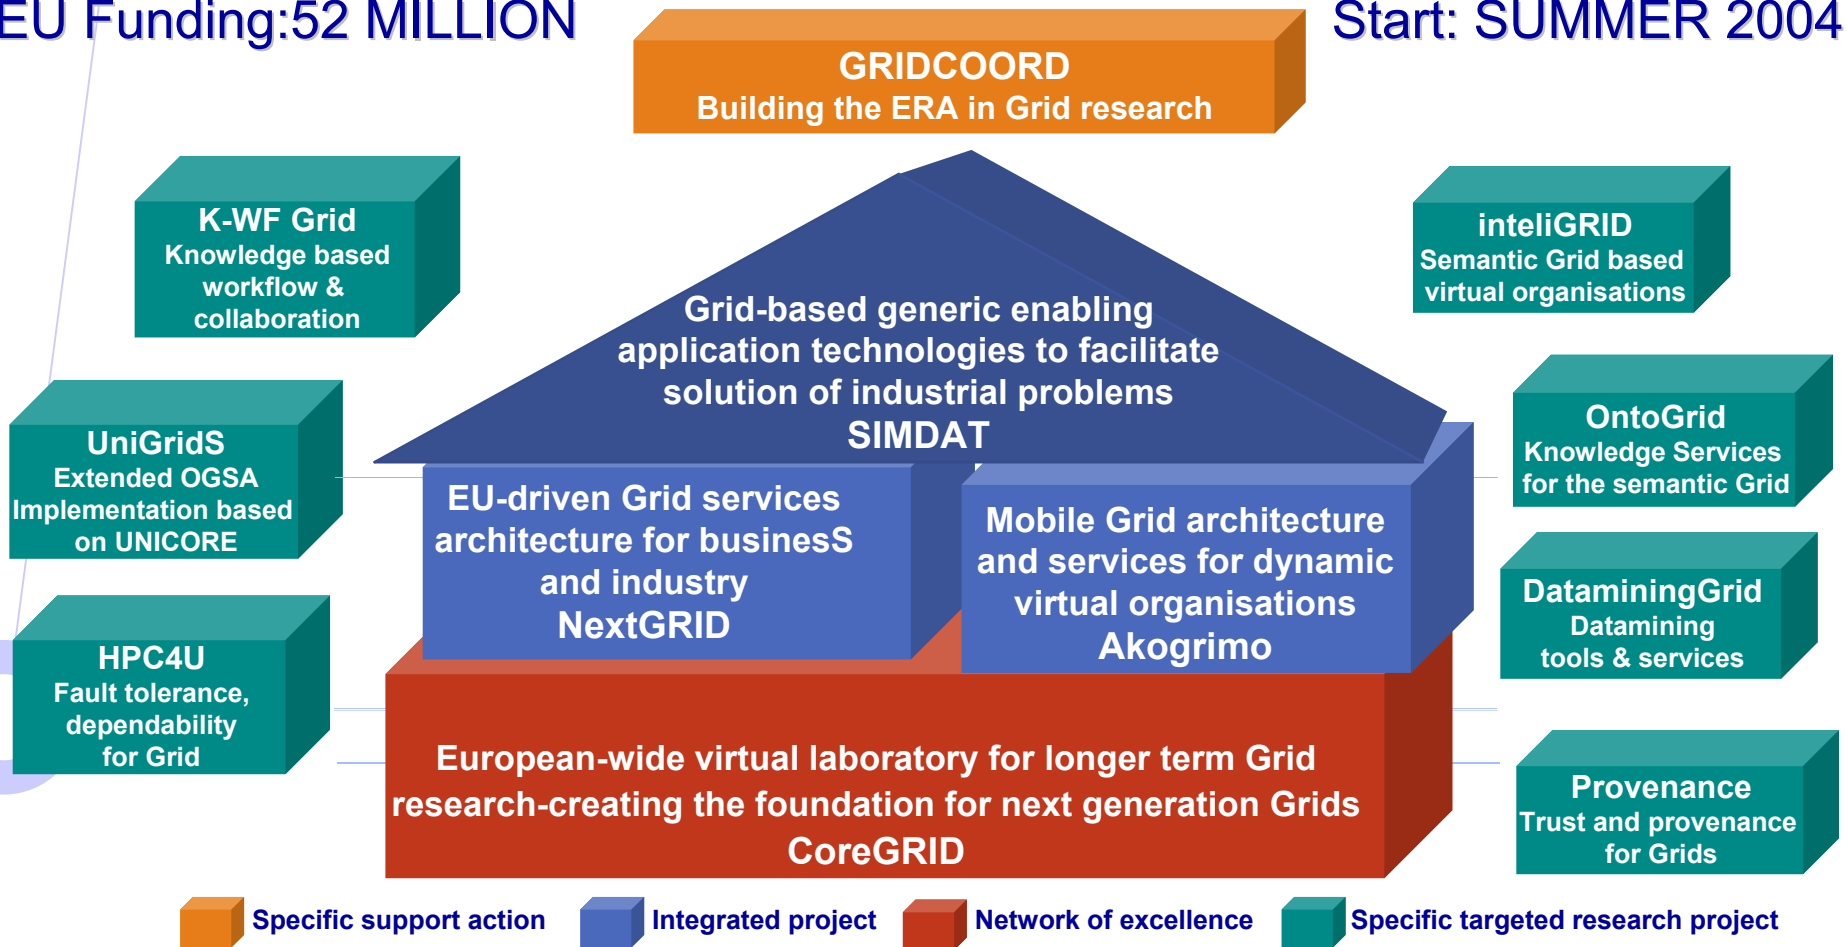 EU Funding:52 MILLION
Start: SUMMER 2004
GRIDCOORD
Building the ERA in Grid research
K-WF Grid
Knowledge based
workflow &
collaboration
inteliGRID
Semantic Grid based
virtual organisations
Grid-based generic enabling
application technologies to facilitate
solution of industrial problems
SIMDAT
UniGridS
Extended OGSA
Implementation based
on UNICORE
OntoGrid
Knowledge Services
for the semantic Grid
EU-driven Grid services
architecture for businesS
and industry
NextGRID
Mobile Grid architecture
and services for dynamic
virtual organisations
Akogrimo
DataminingGrid
Datamining
tools & services
HPC4U
Fault tolerance,
dependability
for Grid
European-wide virtual laboratory for longer term Grid
research-creating the foundation for next generation Grids
CoreGRID
Provenance
Trust and provenance
for Grids
Specific support action
Integrated project
Network of excellence
Specific targeted research project